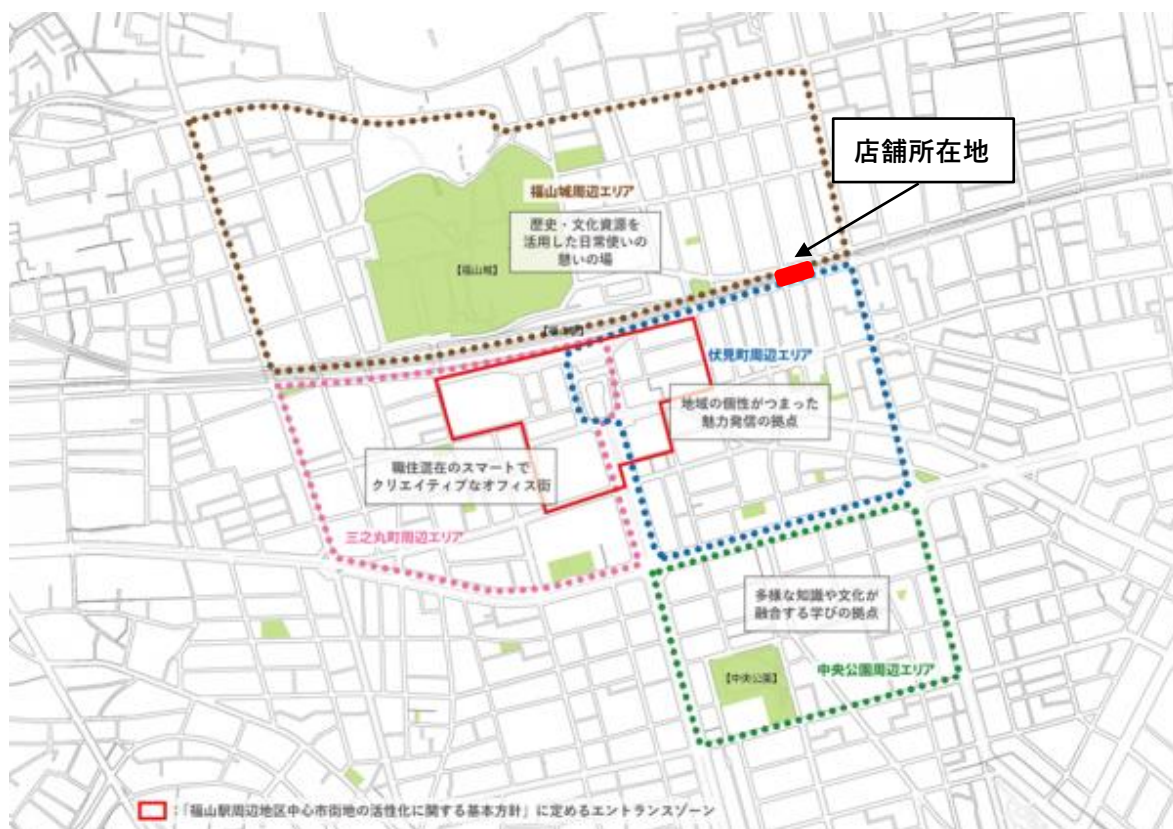 店舗所在地
福山城周辺エリア
歴史・文化資源を
活用した日常使いの
憩いの場
【福山城】
伏見町周辺エリア
地域の個性がつまった
魅力発信の拠点
職住混在のスマートで
クリエイティブなオフィス街
三之丸町周辺エリア
多様な知識や文化が
融合する学びの拠点
【中央公園】
中央公園周辺エリア
:「福山駅周辺地区中心市街地の活性化に関する基本方針」に定めるエントランスゾーン